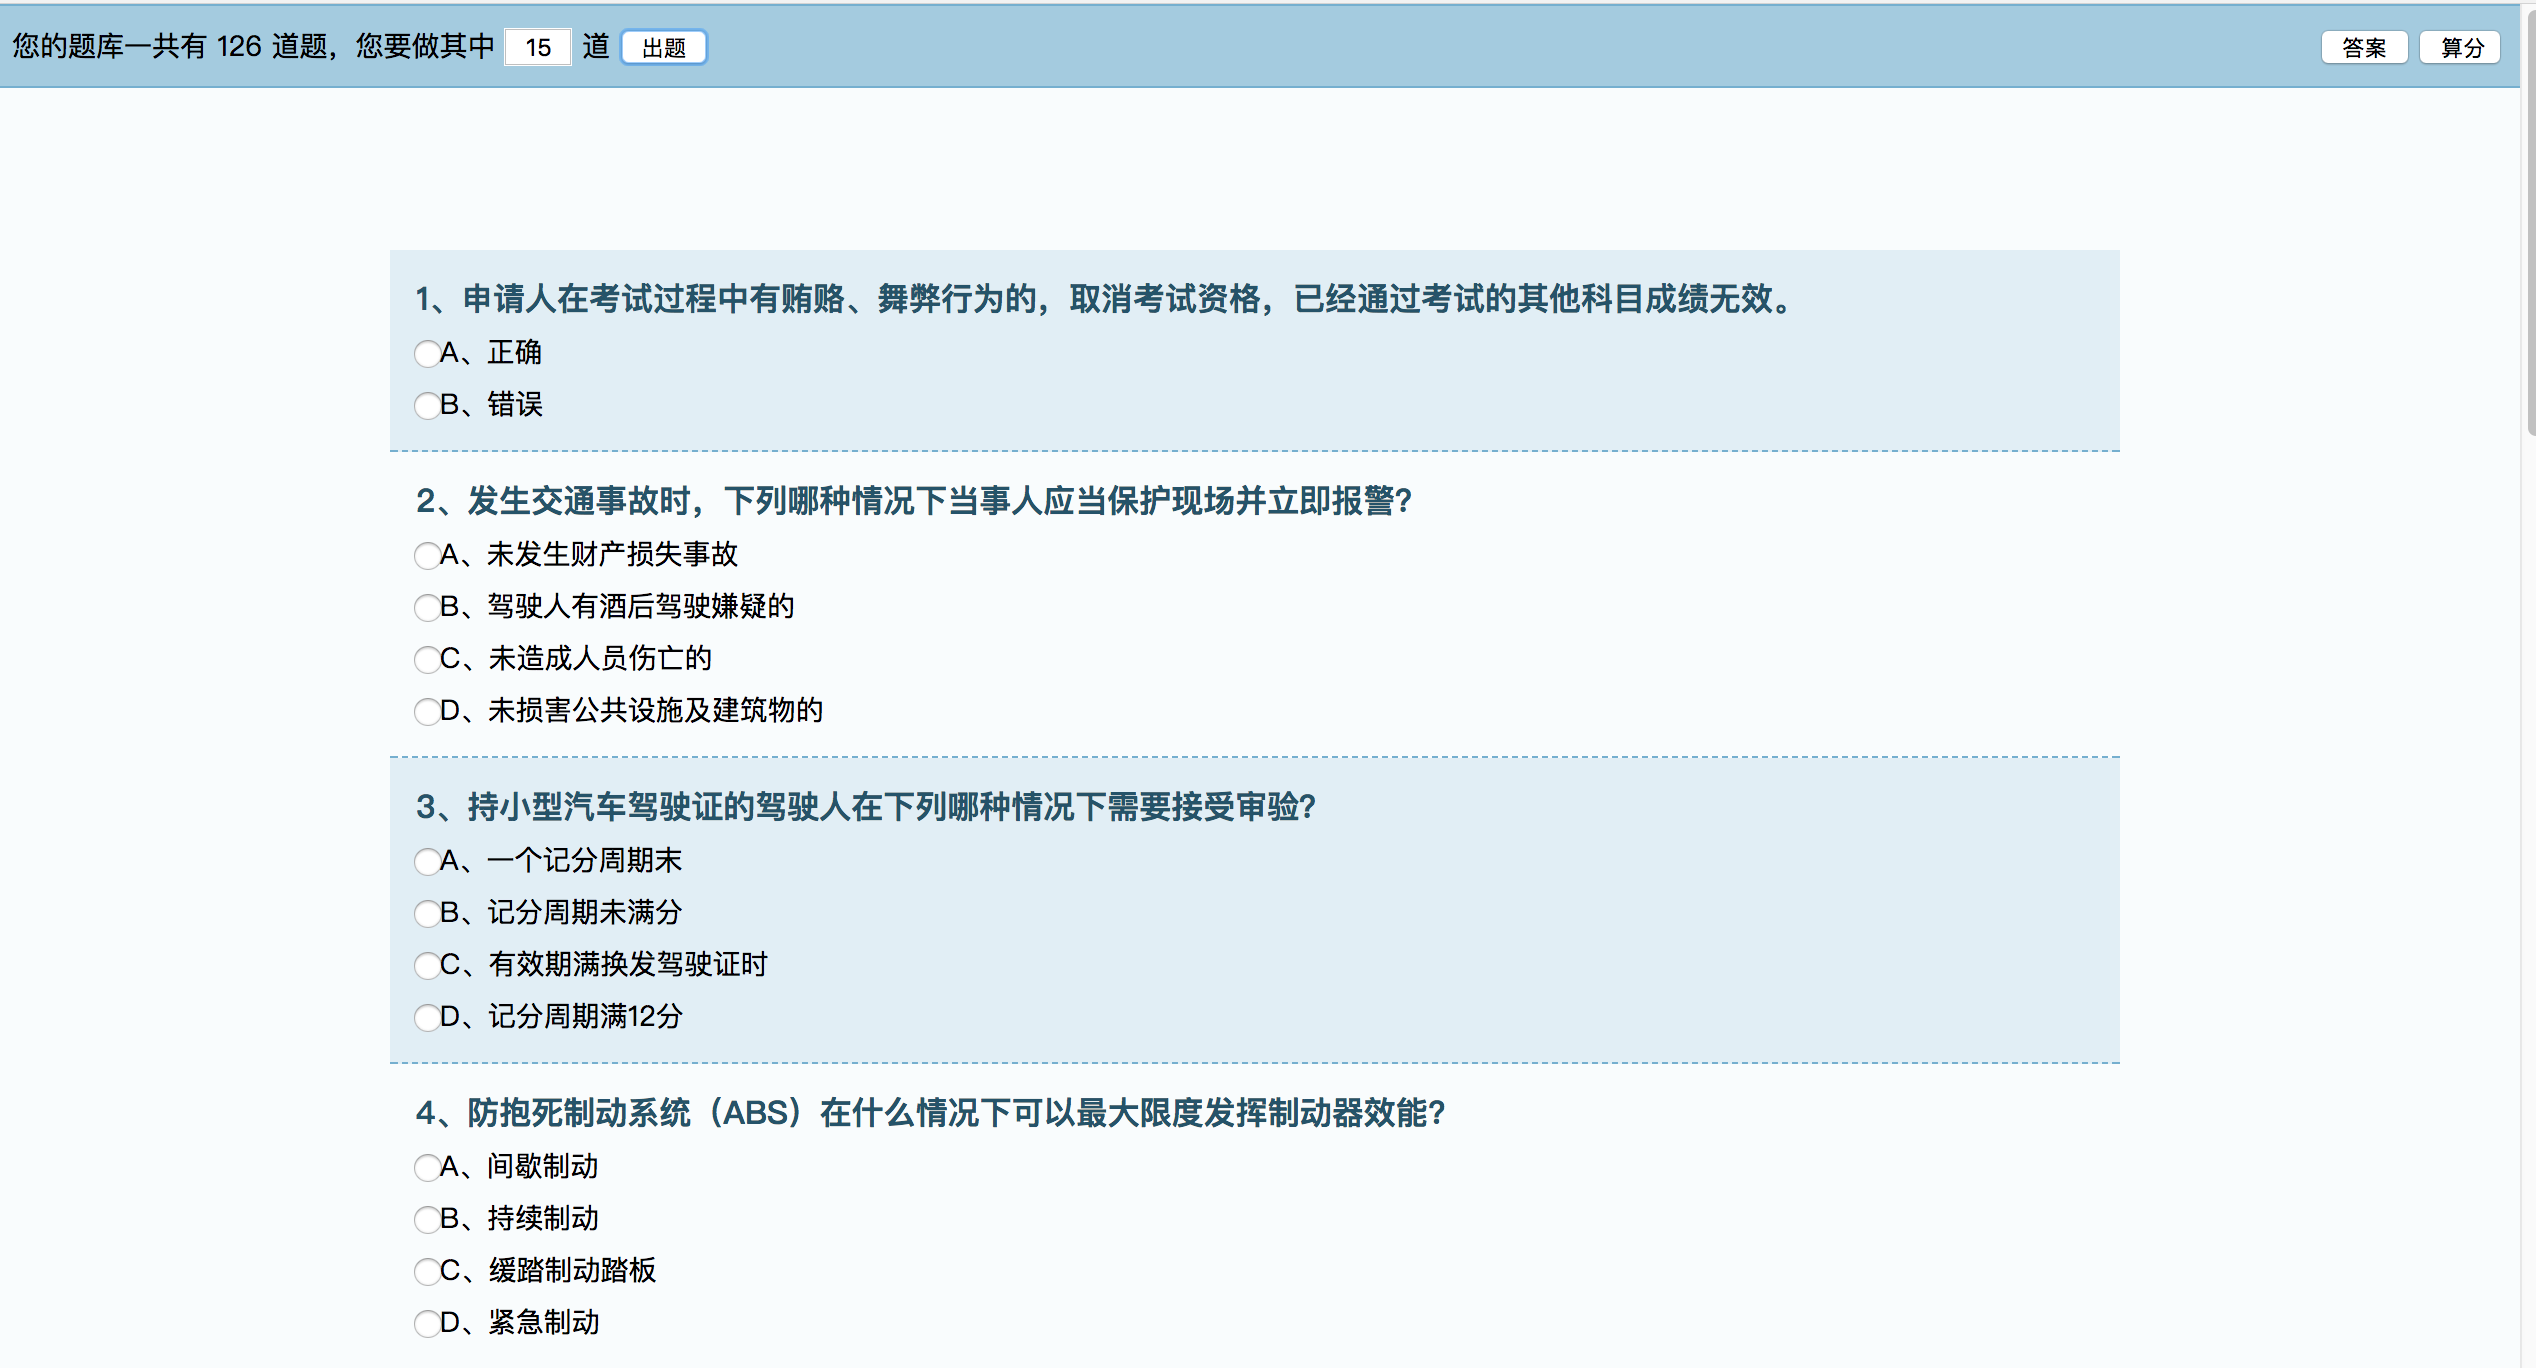 您的题库一共有 126 道题，您要做其中 15 道 出题 答案 算分
1、申请人在考试过程中有贿赂、舞弊行为的，取消考试资格，已经通过考试的其他科目成绩无效。
A、正确
B、错误
2、发生交通事故时，下列哪种情况下当事人应当保护现场并立即报警?
A、未发生财产损失事故
B、驾驶人有酒后驾驶嫌疑的
C、未造成人员伤亡的
D、未损害公共设施及建筑物的
3、持小型汽车驾驶证的驾驶人在下列哪种情况下需要接受审验?
A、一个记分周期末
B、记分周期未满分
C、有效期满换发驾驶证时
D、记分周期满12分
4、防抱死制动系统（ABS）在什么情况下可以最大限度发挥制动器效能?
A、间歇制动
B、持续制动
C、缓踏制动踏板
D、紧急制动